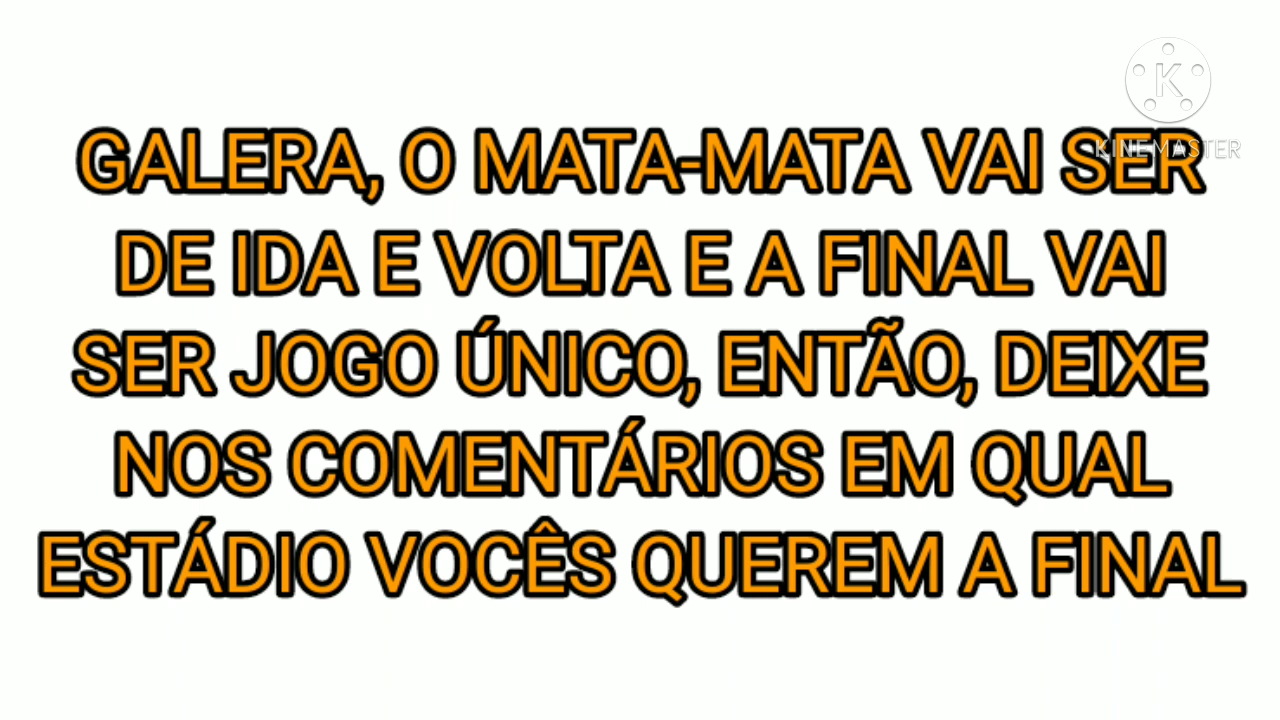 K
KINEMASTER
GALERA, O MATA-MATA VAI SER
DE IDA E VOLTA E A FINAL VAI
SER JOGO ÚNICO, ENTÃO, DEIXE
NOS COMENTÁRIOS EM QUAL
ESTÁDIO VOCÊS QUEREM A FINAL